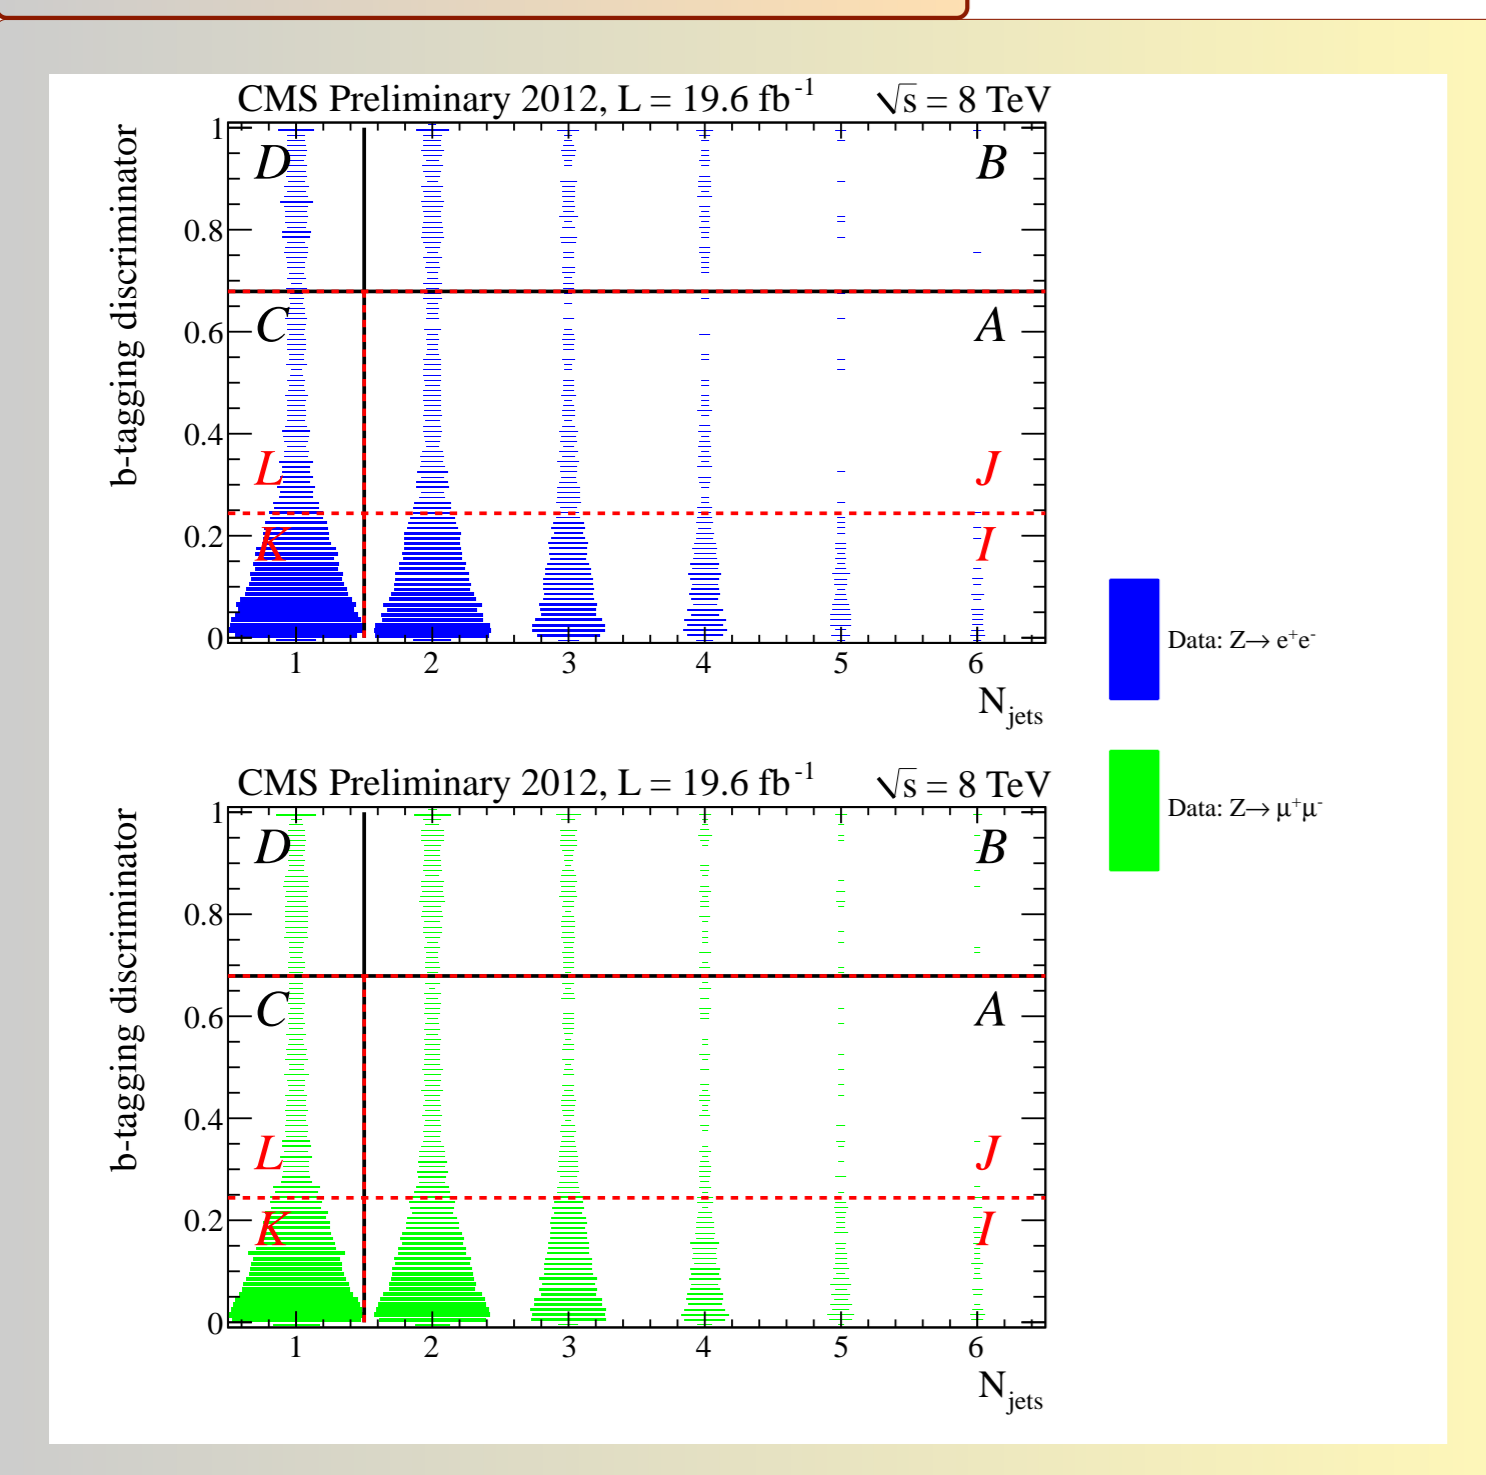 CMS Preliminary 2012, L = 19.6 fb⁻¹ √s = 8 TeV
b-tagging discriminator
1
0.8
0.6
0.4
0.2
0
D
B
C
A
L
J
K
I
1 2 3 4 5 6
N_jets
Data: Z→ e⁺e⁻
Data: Z→ μ⁺μ⁻
CMS Preliminary 2012, L = 19.6 fb⁻¹ √s = 8 TeV
b-tagging discriminator
1
0.8
0.6
0.4
0.2
0
D
B
C
A
L
J
K
I
1 2 3 4 5 6
N_jets